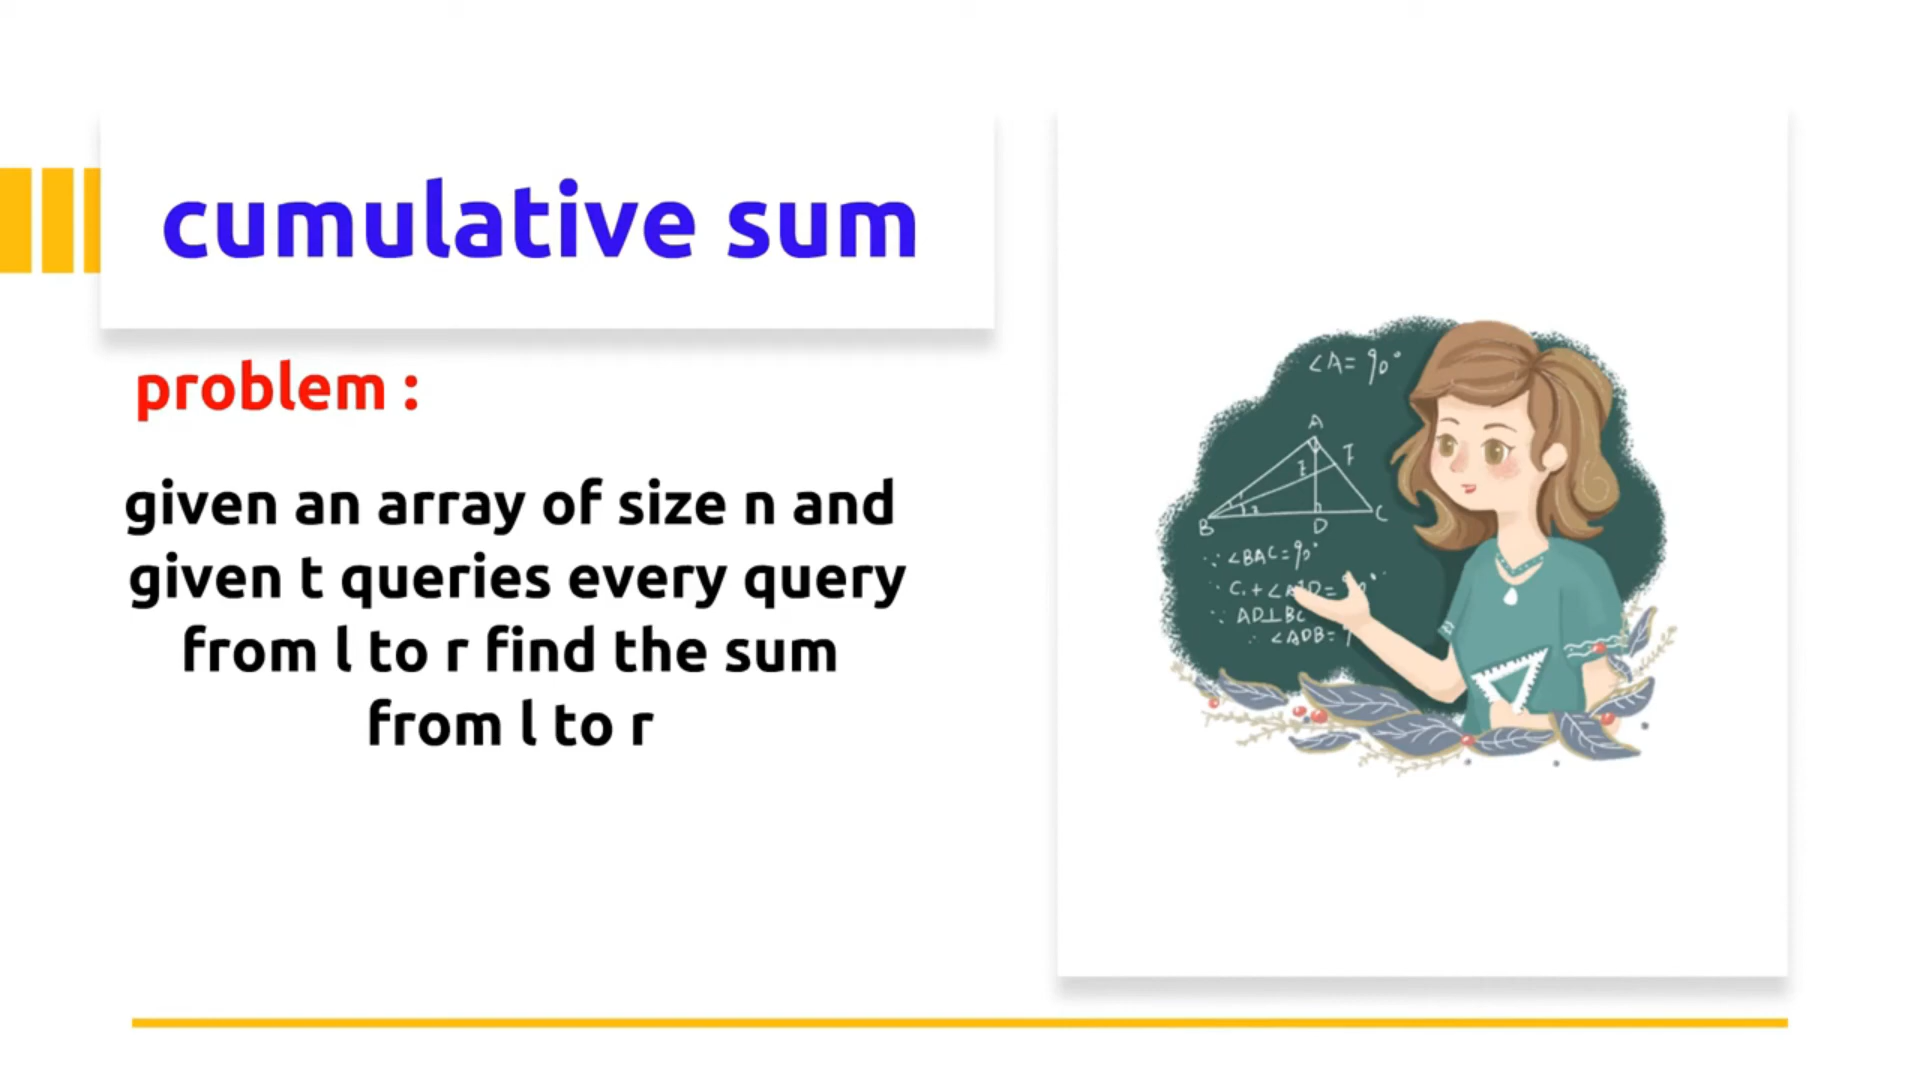 cumulative sum
problem :
given an array of size n and
given t queries every query
from l to r find the sum
from l to r
∠A= 90°
A
F
E
B
D
C
∵ ∠BAC=90°
AD⊥BC
∠ADB=